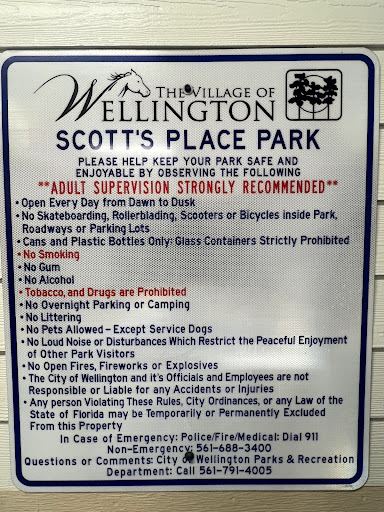 THE VILLAGE OF
WELLINGTON
SCOTT'S PLACE PARK
PLEASE HELP KEEP YOUR PARK SAFE AND
ENJOYABLE BY OBSERVING THE FOLLOWING
**ADULT SUPERVISION STRONGLY RECOMMENDED**
• Open Every Day from Dawn to Dusk
• No Skateboarding, Rollerblading, Scooters or Bicycles inside Park,
Roadways or Parking Lots
• Cans and Plastic Bottles Only: Glass Containers Strictly Prohibited
• No Smoking
• No Gum
• No Alcohol
• Tobacco, and Drugs are Prohibited
• No Overnight Parking or Camping
• No Littering
• No Pets Allowed – Except Service Dogs
• No Loud Noise or Disturbances Which Restrict the Peaceful Enjoyment
of Other Park Visitors
• No Open Fires, Fireworks or Explosives
• The City of Wellington and it's Officials and Employees are not
Responsible or Liable for any Accidents or Injuries
• Any person Violating These Rules, City Ordinances, or any Law of the
State of Florida may be Temporarily or Permanently Excluded
From this Property
In Case of Emergency: Police/Fire/Medical: Dial 911
Non-Emergency: 561-688-3400
Questions or Comments: City of Wellington Parks & Recreation
Department: Call 561-791-4005